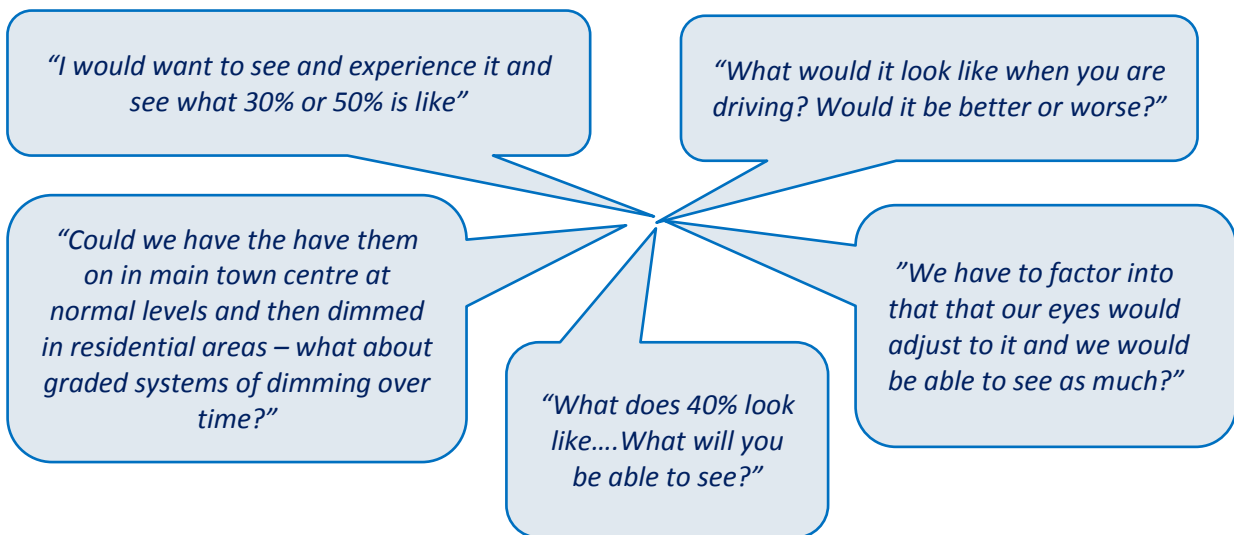 “I would want to see and experience it and
see what 30% or 50% is like”
“What would it look like when you are
driving? Would it be better or worse?”
“Could we have the have them
on in main town centre at
normal levels and then dimmed
in residential areas – what about
graded systems of dimming over
time?”
“What does 40% look
like….What will you
be able to see?”
”We have to factor into
that that our eyes would
adjust to it and we would
be able to see as much?”